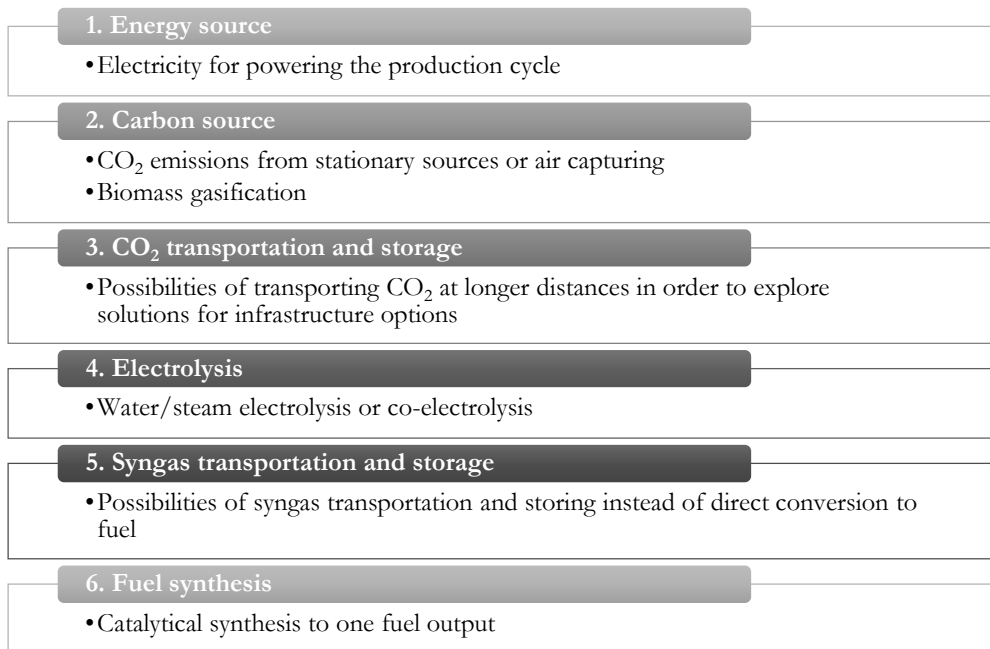 1. Energy source
•Electricity for powering the production cycle
2. Carbon source
•CO₂ emissions from stationary sources or air capturing
•Biomass gasification
3. CO₂ transportation and storage
•Possibilities of transporting CO₂ at longer distances in order to explore
solutions for infrastructure options
4. Electrolysis
•Water/steam electrolysis or co-electrolysis
5. Syngas transportation and storage
•Possibilities of syngas transportation and storing instead of direct conversion to
fuel
6. Fuel synthesis
•Catalytical synthesis to one fuel output